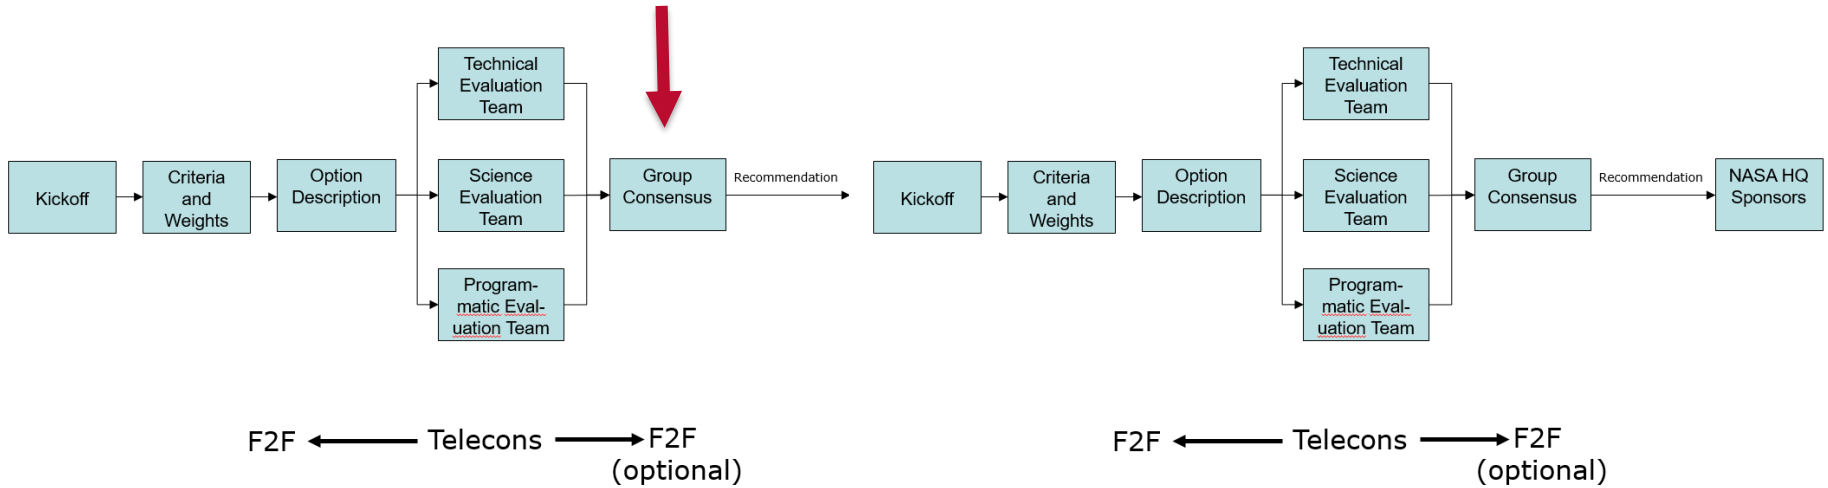 Kickoff
Criteria
and
Weights
Option
Description
Technical
Evaluation
Team
Science
Evaluation
Team
Program-
matic Eval-
uation Team
Group
Consensus
Recommendation
F2F
Telecons
F2F
(optional)
Kickoff
Criteria
and
Weights
Option
Description
Technical
Evaluation
Team
Science
Evaluation
Team
Program-
matic Eval-
uation Team
Group
Consensus
Recommendation
NASA HQ
Sponsors
F2F
Telecons
F2F
(optional)